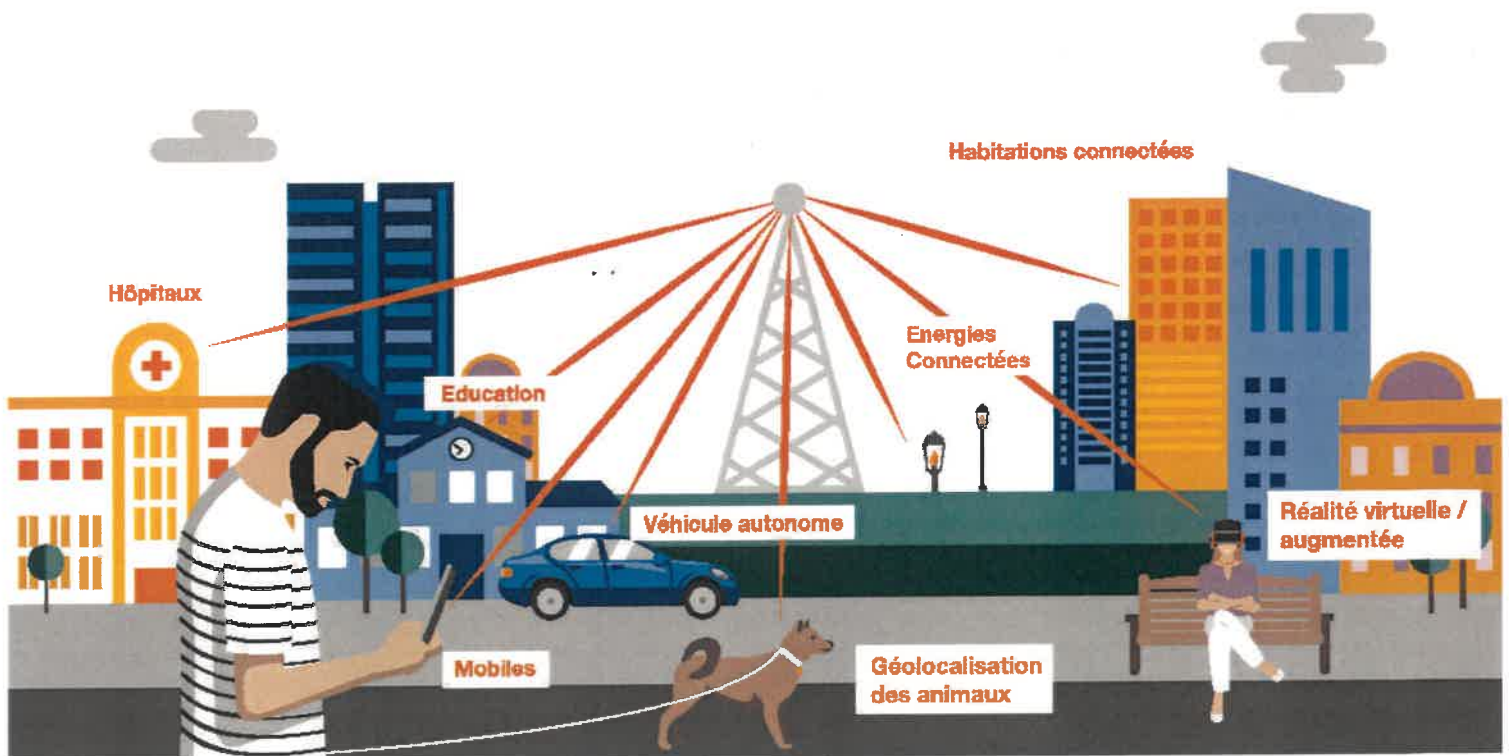 Habitations connectées
Hôpitaux
Energies
Connectées
Education
Véhicule autonome
Réalité virtuelle /
augmentée
Mobiles
Géolocalisation
des animaux